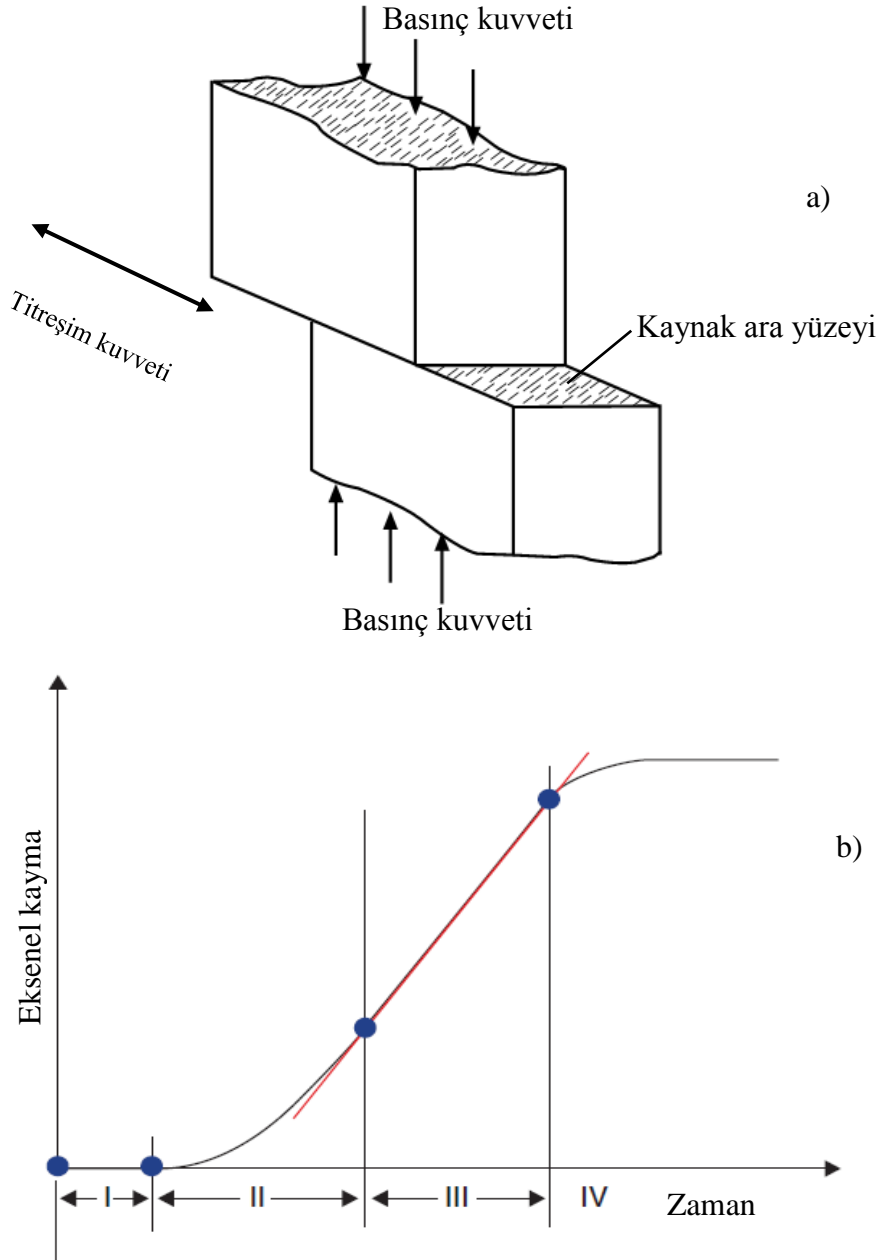 Basınç kuvveti
a)
Titreşim kuvveti
Kaynak ara yüzeyi
Basınç kuvveti
b)
Eksenel kayma
I II III IV
Zaman